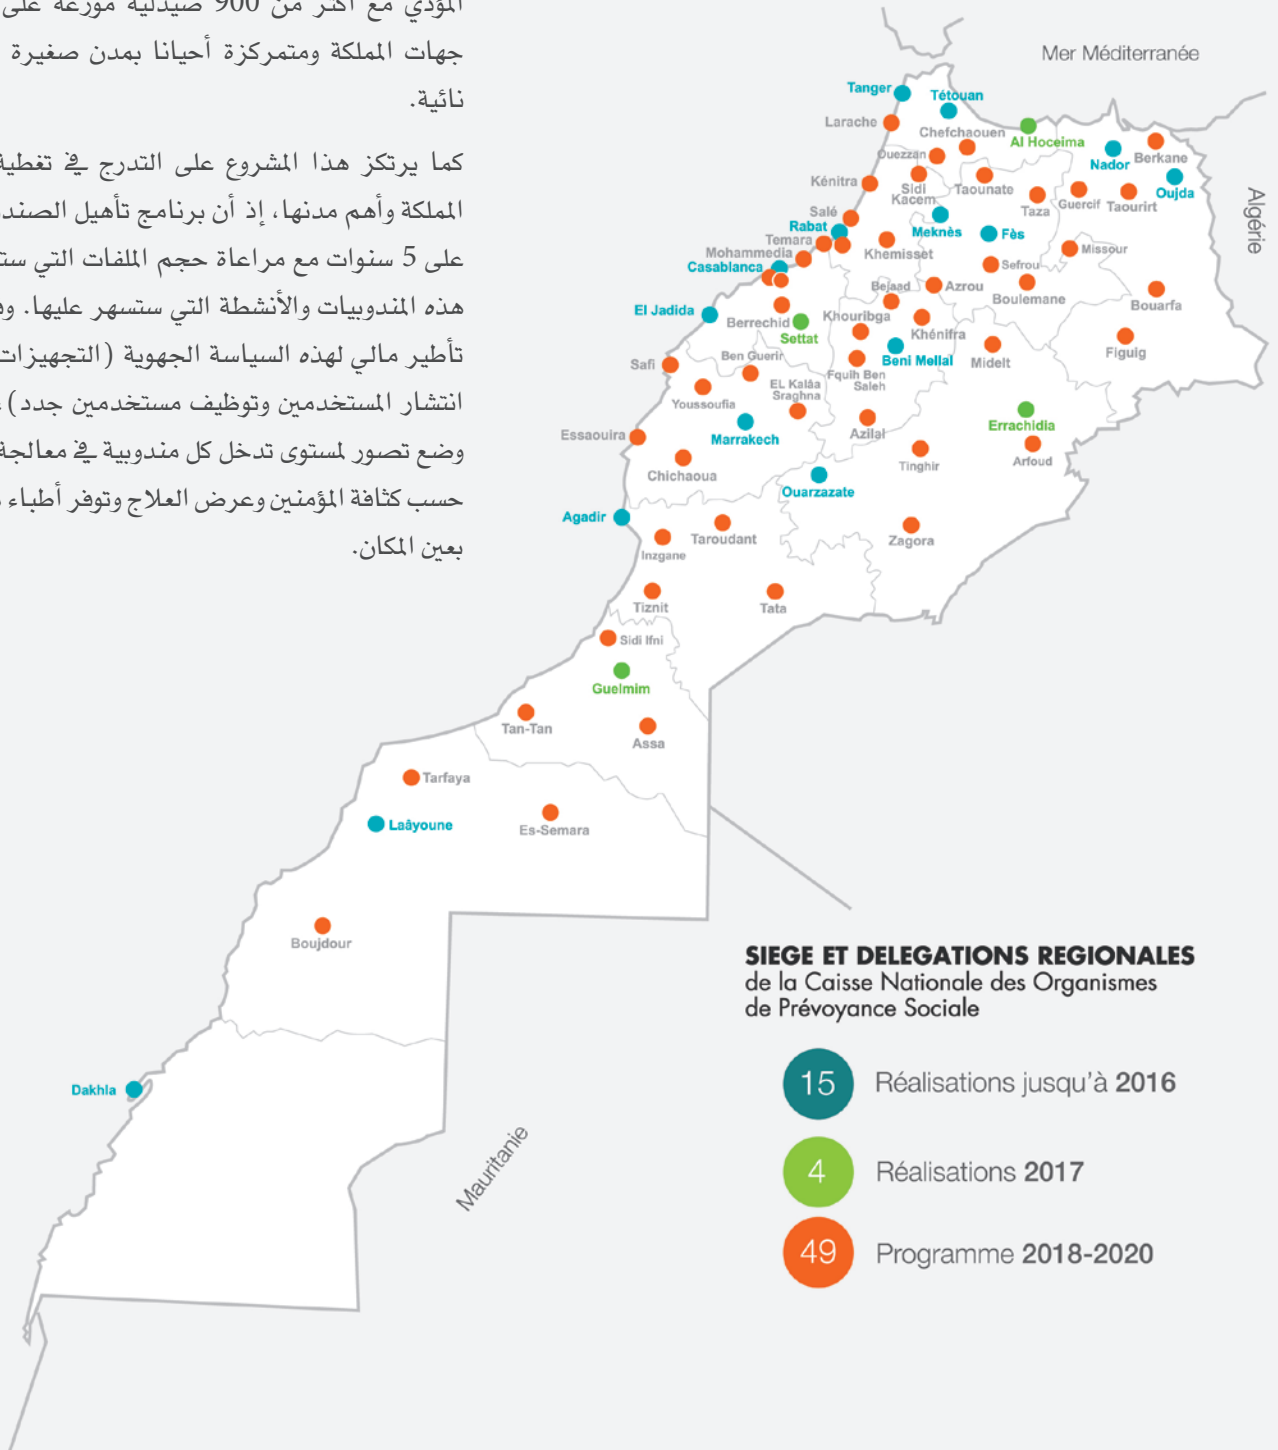 المؤدي مع أكثر من 900 صيدلية موزعة على
جهات المملكة ومتمركزة أحيانا بمدن صغيرة
نائية.
كما يرتكز هذا المشروع على التدرج في تغطية
المملكة وأهم مدنها، إذ أن برنامج تأهيل
على 5 سنوات مع مراعاة حجم الملفات التي
هذه المندوبيات والأنشطة التي ستسهر عليها.
تأطير مالي لهذه السياسة الجهوية (التجهيزات
انتشار المستخدمين وتوظيف مستخدمين جدد)
وضع تصور لمستوى تدخل كل مندوبية في معالجة
حسب كثافة المؤمنين وعرض العلاج وتوفر أطباء
بعين المكان.
Mer Méditerranée
Tanger
Tétouan
Larache
Chefchaouen
Al Hoceima
Ouezzan
Nador
Berkane
Kénitra
Sidi
Kacem
Taounate
Oujda
Taza
Guercif
Taourirt
Algérie
Salé
Rabat
Temara
Meknès
Fès
Mohammedia
Khemisset
Missour
Casablanca
Sefrou
Bejaad
Azrou
Boulemane
Bouarfa
El Jadida
Berrechid
Khouribga
Settat
Khénifra
Figuig
Safi
Ben Guerir
Beni Mellal
Midelt
EL Kalâa
Sraghna
Fquih Ben
Saleh
Youssoufia
Errachidia
Essaouira
Marrakech
Azilal
Arfoud
Chichaoua
Tinghir
Ouarzazate
Agadir
Taroudant
Zagora
Inzgane
Tiznit
Tata
Sidi Ifni
Guelmim
Tan-Tan
Assa
Tarfaya
Laâyoune
Es-Semara
Boujdour
Dakhla
Mauritanie
SIEGE ET DELEGATIONS REGIONALES
de la Caisse Nationale des Organismes
de Prévoyance Sociale
15 Réalisations jusqu'à 2016
4 Réalisations 2017
49 Programme 2018-2020